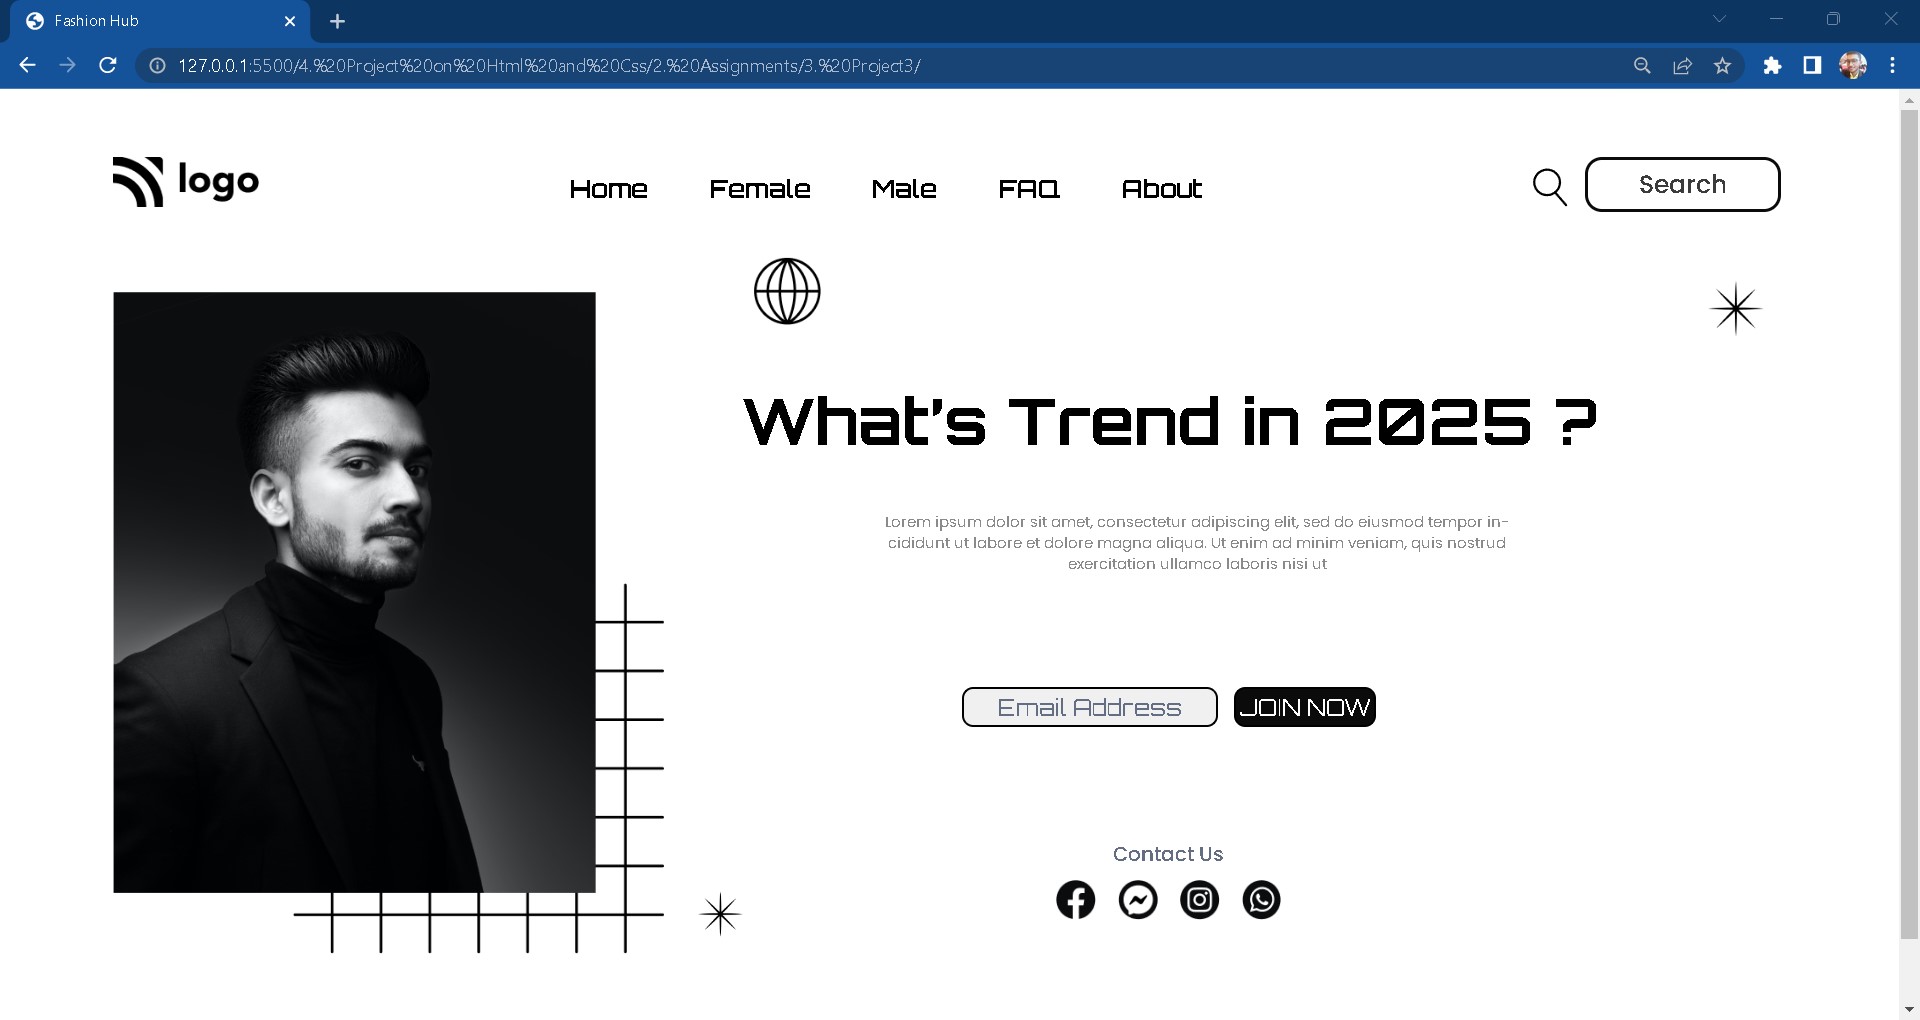 Fashion Hub
127.0.0.1:5500/4.%20Project%20on%20Html%20and%20Css/2.%20Assignments/3.%20Project3/
logo
Home Female Male FAQ About
Search
What's Trend in 2025 ?
Lorem ipsum dolor sit amet, consectetur adipiscing elit, sed do eiusmod tempor in-
cididunt ut labore et dolore magna aliqua. Ut enim ad minim veniam, quis nostrud
exercitation ullamco laboris nisi ut
Email Address JOIN NOW
Contact Us